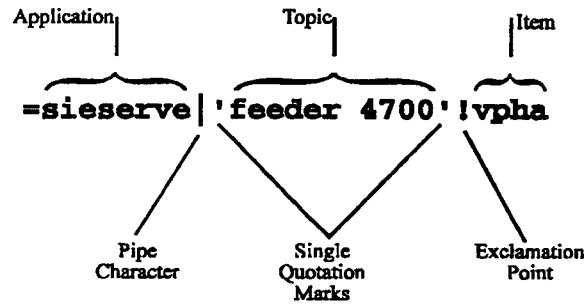 Application Topic Item
=sieserve|'feeder 4700'!vpha
Pipe Single Exclamation
Character Quotation Point
Marks